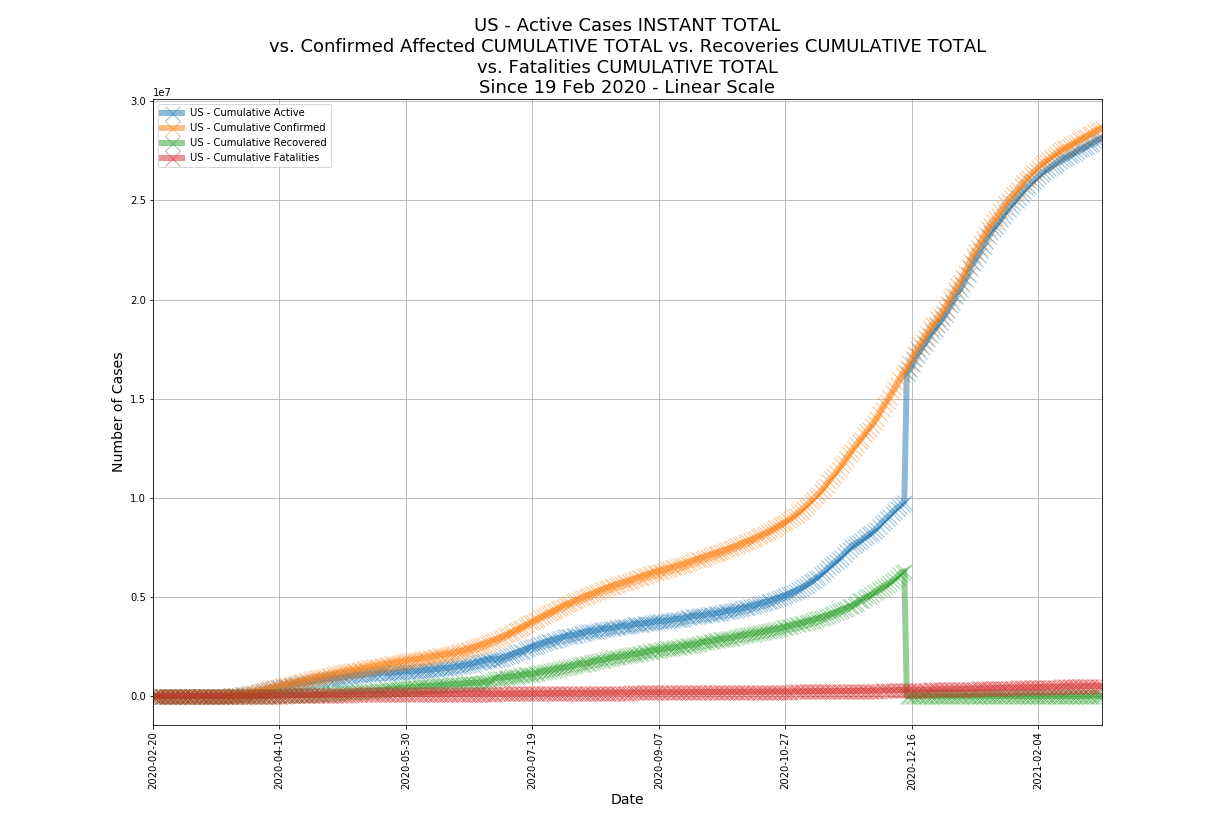 US - Active Cases INSTANT TOTAL
vs. Confirmed Affected CUMULATIVE TOTAL vs. Recoveries CUMULATIVE TOTAL
vs. Fatalities CUMULATIVE TOTAL
Since 19 Feb 2020 - Linear Scale
1e7
US - Cumulative Active
US - Cumulative Confirmed
US - Cumulative Recovered
US - Cumulative Fatalities
3.0
2.5
2.0
1.5
1.0
0.5
0.0
Number of Cases
2020-02-20
2020-04-10
2020-05-30
2020-07-19
2020-09-07
2020-10-27
2020-12-16
2021-02-04
Date